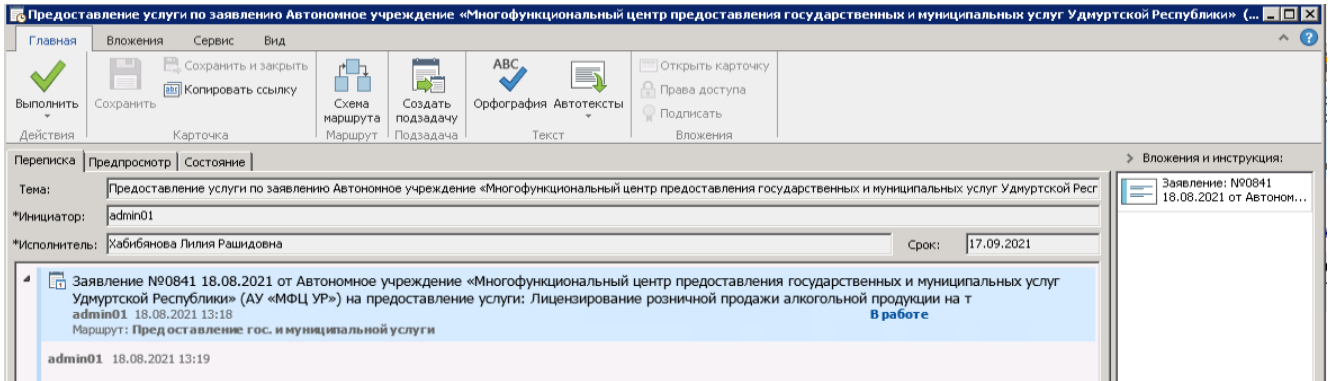 Предоставление услуги по заявлению Автономное учреждение «Многофункциональный центр предоставления государственных и муниципальных услуг Удмуртской Республики» (...
Главная Вложения Сервис Вид
Выполнить
Сохранить
Сохранить и закрыть
Копировать ссылку
Схема маршрута
Создать подзадачу
ABC
Орфография
Автотексты
Открыть карточку
Права доступа
Подписать
Действия Карточка Маршрут Подзадача Текст Вложения
Переписка Предпросмотр Состояние
Вложения и инструкция:
Тема: Предоставление услуги по заявлению Автономное учреждение «Многофункциональный центр предоставления государственных и муниципальных услуг Удмуртской Респ
*Инициатор: admin01
*Исполнитель: Хабибянова Лилия Рашидовна Срок: 17.09.2021
Заявление: №0841
18.08.2021 от Автоном...
Заявление №0841 18.08.2021 от Автономное учреждение «Многофункциональный центр предоставления государственных и муниципальных услуг
Удмуртской Республики» (АУ «МФЦ УР») на предоставление услуги: Лицензирование розничной продажи алкогольной продукции на т
admin01 18.08.2021 13:18 В работе
Маршрут: Предоставление гос. и муниципальной услуги
admin01 18.08.2021 13:19